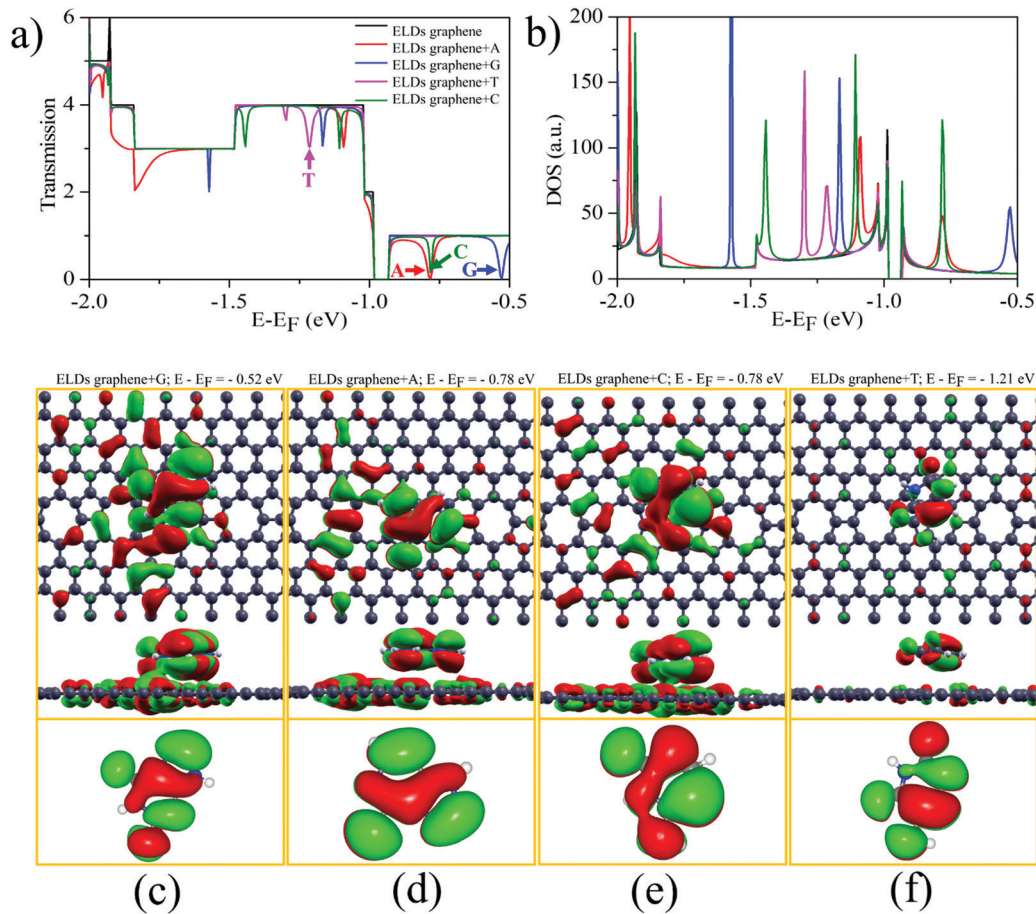 a)
6
4
2
0
Transmission
-2.0
-1.5
-1.0
-0.5
E-EF (eV)
ELDs graphene
ELDs graphene+A
ELDs graphene+G
ELDs graphene+T
ELDs graphene+C
T
A
C
G
b)
200
150
100
50
0
DOS (a.u.)
-2.0
-1.5
-1.0
-0.5
E-EF (eV)
ELDs graphene+G; E - EF = - 0.52 eV
ELDs graphene+A; E - EF = - 0.78 eV
ELDs graphene+C; E - EF = - 0.78 eV
ELDs graphene+T; E - EF = - 1.21 eV
(c)
(d)
(e)
(f)